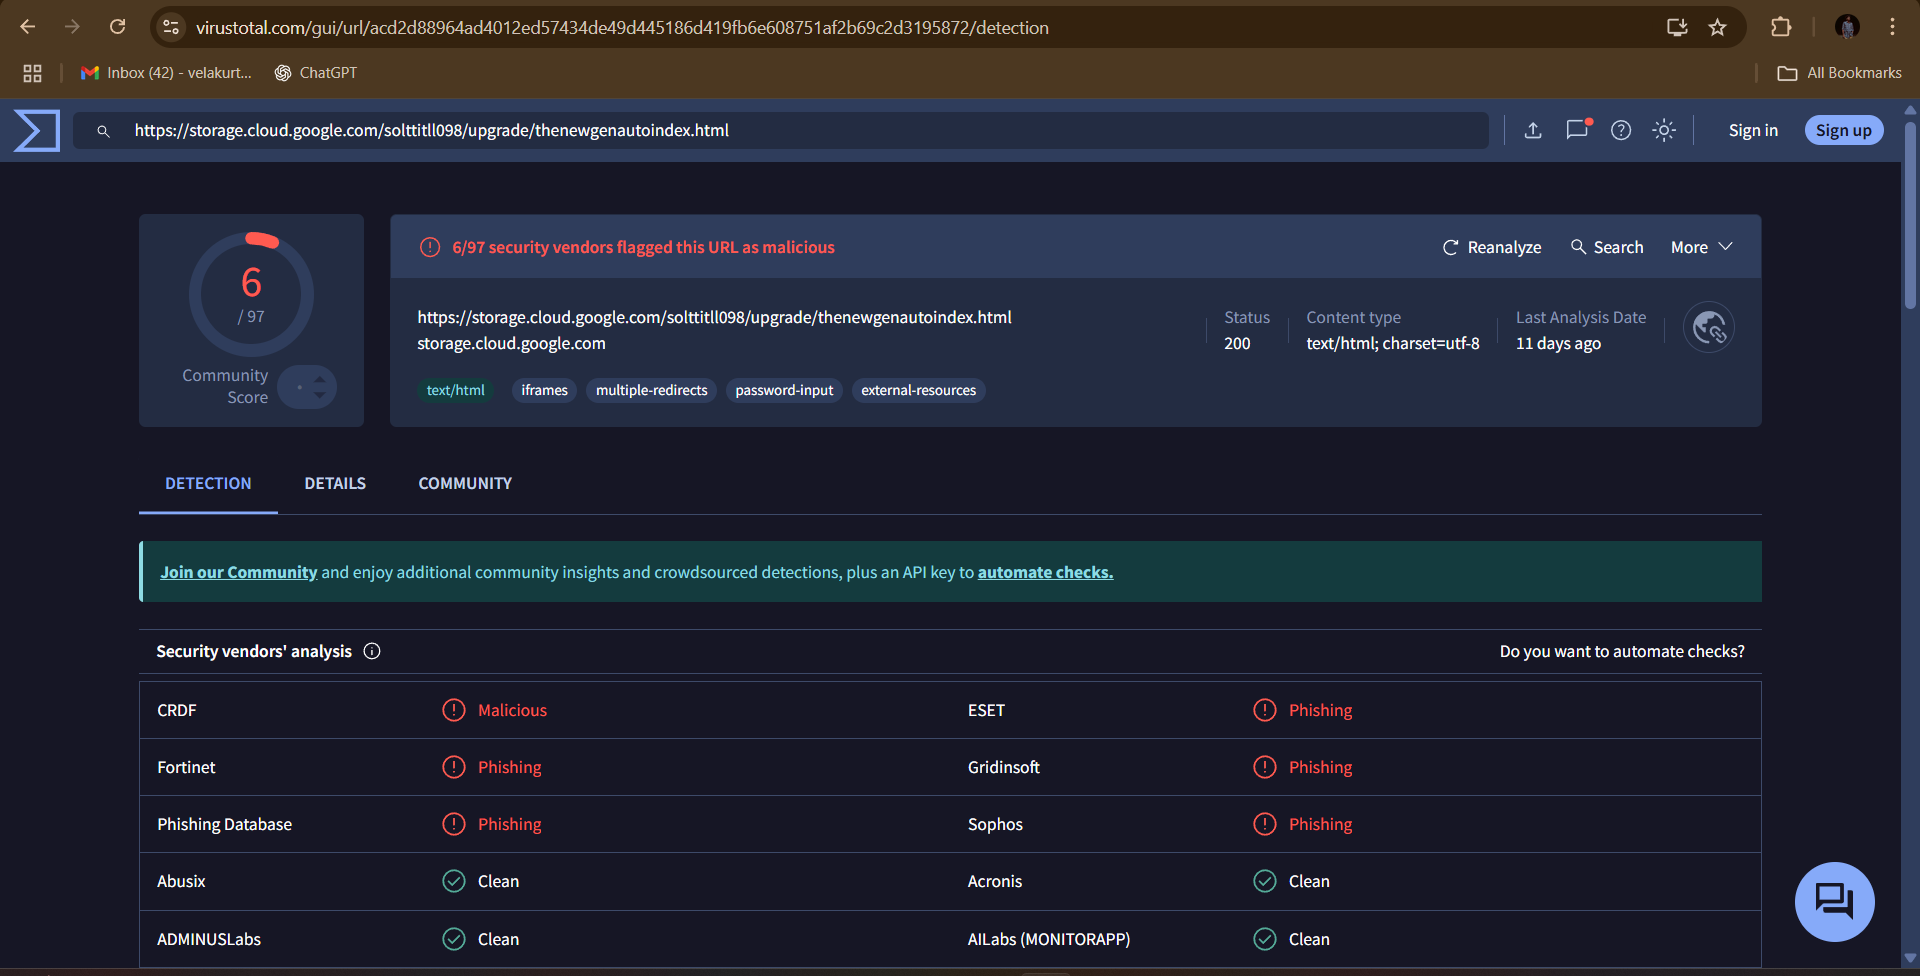 virustotal.com/gui/url/acd2d88964ad4012ed57434de49d445186d419fb6e608751af2b69c2d3195872/detection
Inbox (42) - velakurt...
ChatGPT
All Bookmarks
https://storage.cloud.google.com/solttitll098/upgrade/thenewgenautoindex.html
Sign in
Sign up
6
/ 97
Community
Score
6/97 security vendors flagged this URL as malicious
Reanalyze
Search
More
https://storage.cloud.google.com/solttitll098/upgrade/thenewgenautoindex.html
storage.cloud.google.com
Status
200
Content type
text/html; charset=utf-8
Last Analysis Date
11 days ago
text/html
iframes
multiple-redirects
password-input
external-resources
DETECTION
DETAILS
COMMUNITY
Join our Community and enjoy additional community insights and crowdsourced detections, plus an API key to automate checks.
Security vendors' analysis
Do you want to automate checks?
CRDF
Malicious
ESET
Phishing
Fortinet
Phishing
Gridinsoft
Phishing
Phishing Database
Phishing
Sophos
Phishing
Abusix
Clean
Acronis
Clean
ADMINUSLabs
Clean
AILabs (MONITORAPP)
Clean